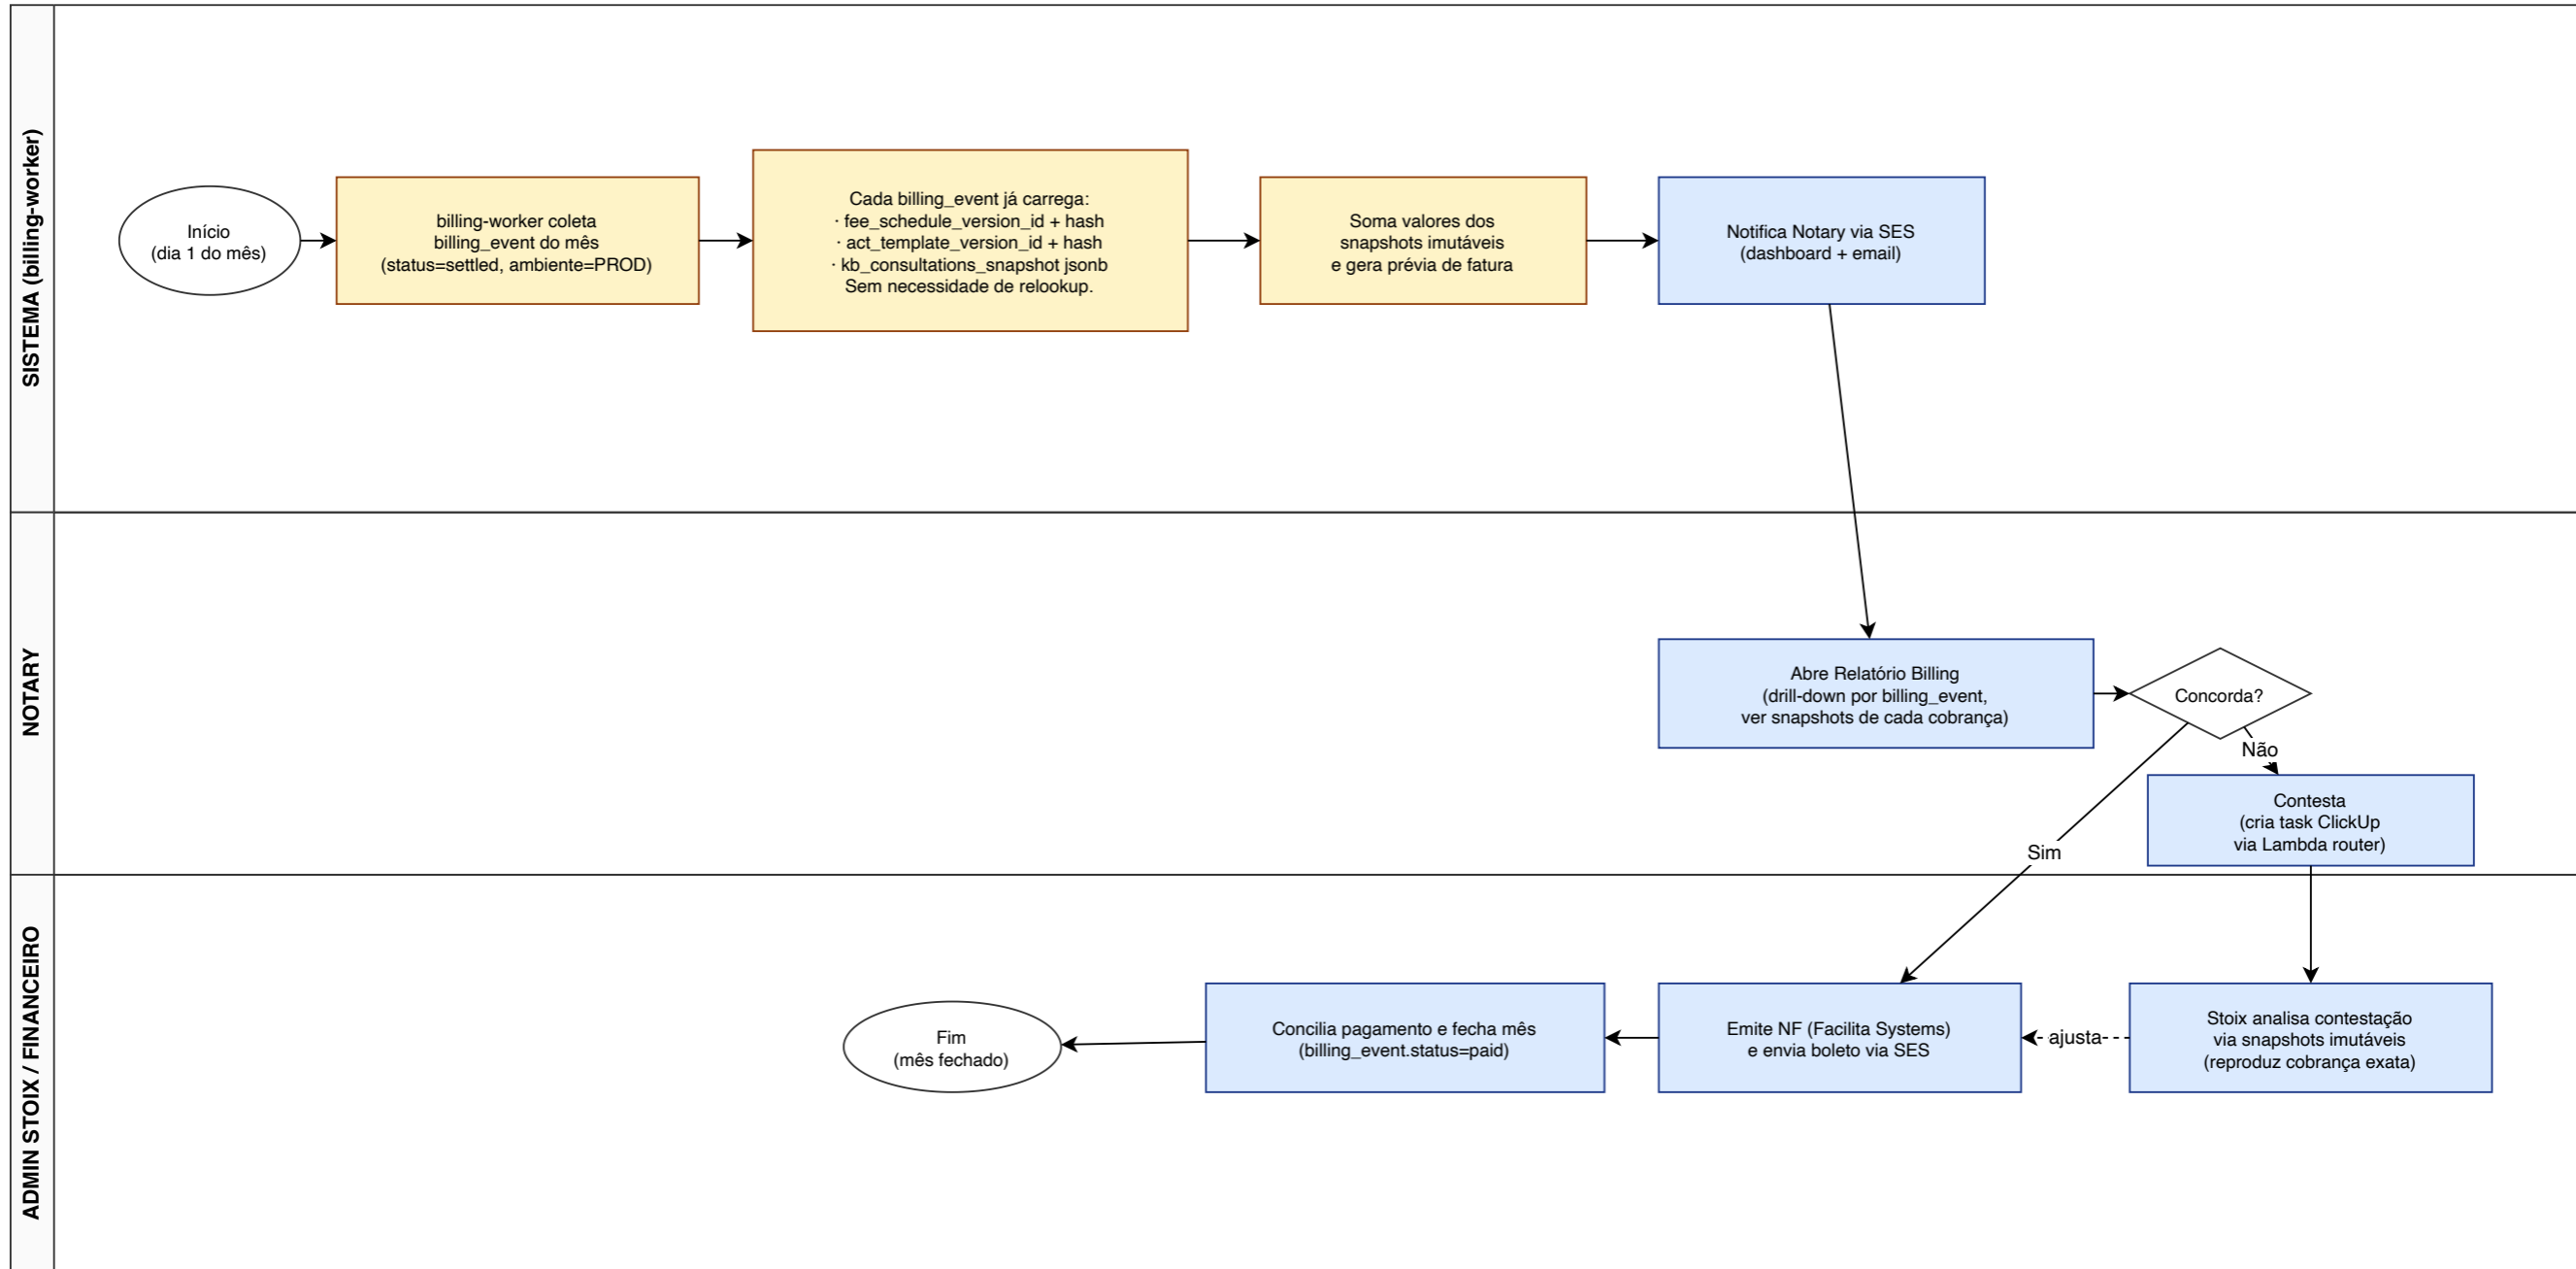 SISTEMA (billing-worker)
Início
(dia 1 do mês)
billing-worker coleta
billing_event do mês
(status=settled, ambiente=PROD)
Cada billing_event já carrega:
· fee_schedule_version_id + hash
· act_template_version_id + hash
· kb_consultations_snapshot jsonb
Sem necessidade de relookup.
Soma valores dos
snapshots imutáveis
e gera prévia de fatura
Notifica Notary via SES
(dashboard + email)
NOTARY
Abre Relatório Billing
(drill-down por billing_event,
ver snapshots de cada cobrança)
Concorda?
Não
Contesta
(cria task ClickUp
via Lambda router)
Sim
ADMIN STOIX / FINANCEIRO
Fim
(mês fechado)
Concilia pagamento e fecha mês
(billing_event.status=paid)
Emite NF (Facilita Systems)
e envia boleto via SES
ajusta
Stoix analisa contestação
via snapshots imutáveis
(reproduz cobrança exata)